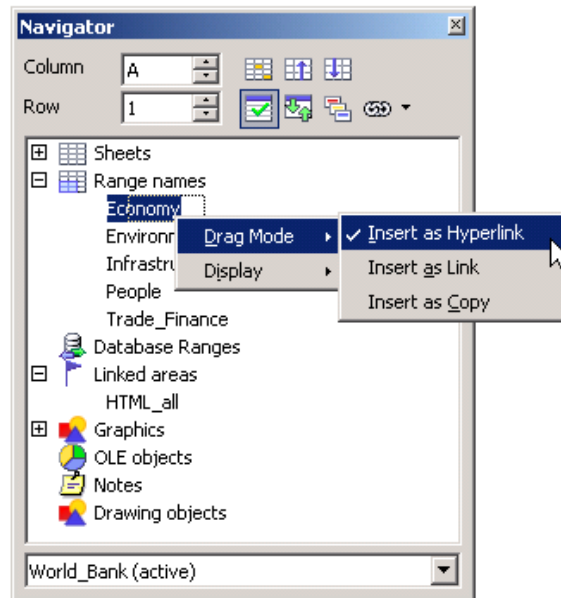 Navigator
Column A
Row 1
Sheets
Range names
Economy
Drag Mode
Insert as Hyperlink
Display
Insert as Link
Insert as Copy
People
Trade_Finance
Database Ranges
Linked areas
HTML_all
Graphics
OLE objects
Notes
Drawing objects
World_Bank (active)